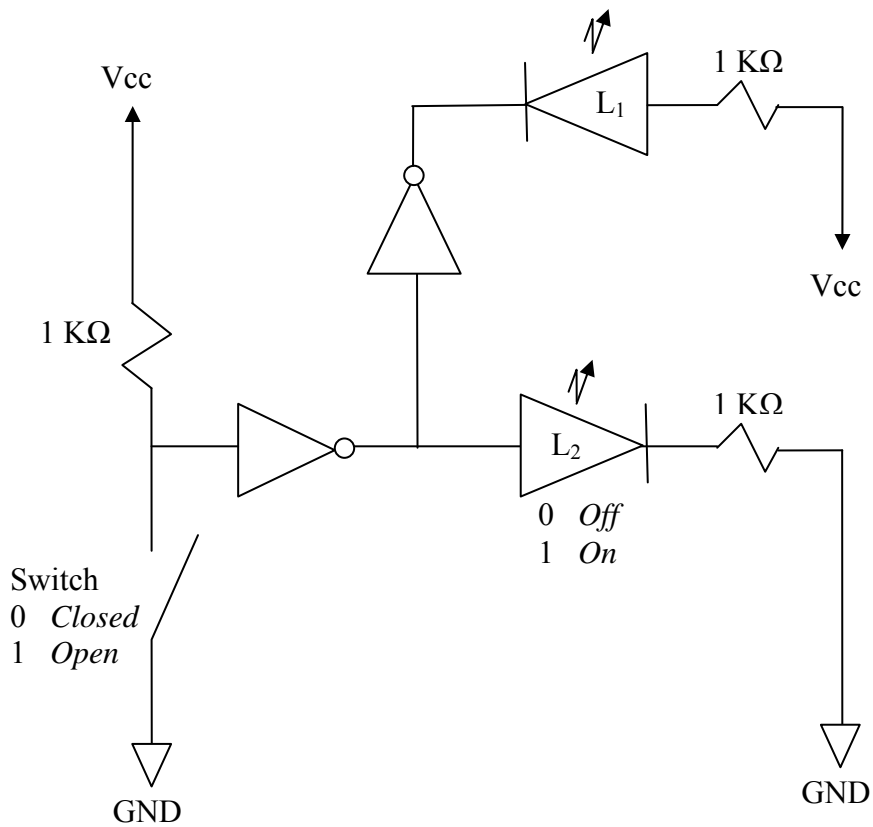 1 KΩ
Vcc
L₁
Vcc
1 KΩ
1 KΩ
L₂
0 Off
1 On
Switch
0 Closed
1 Open
GND
GND